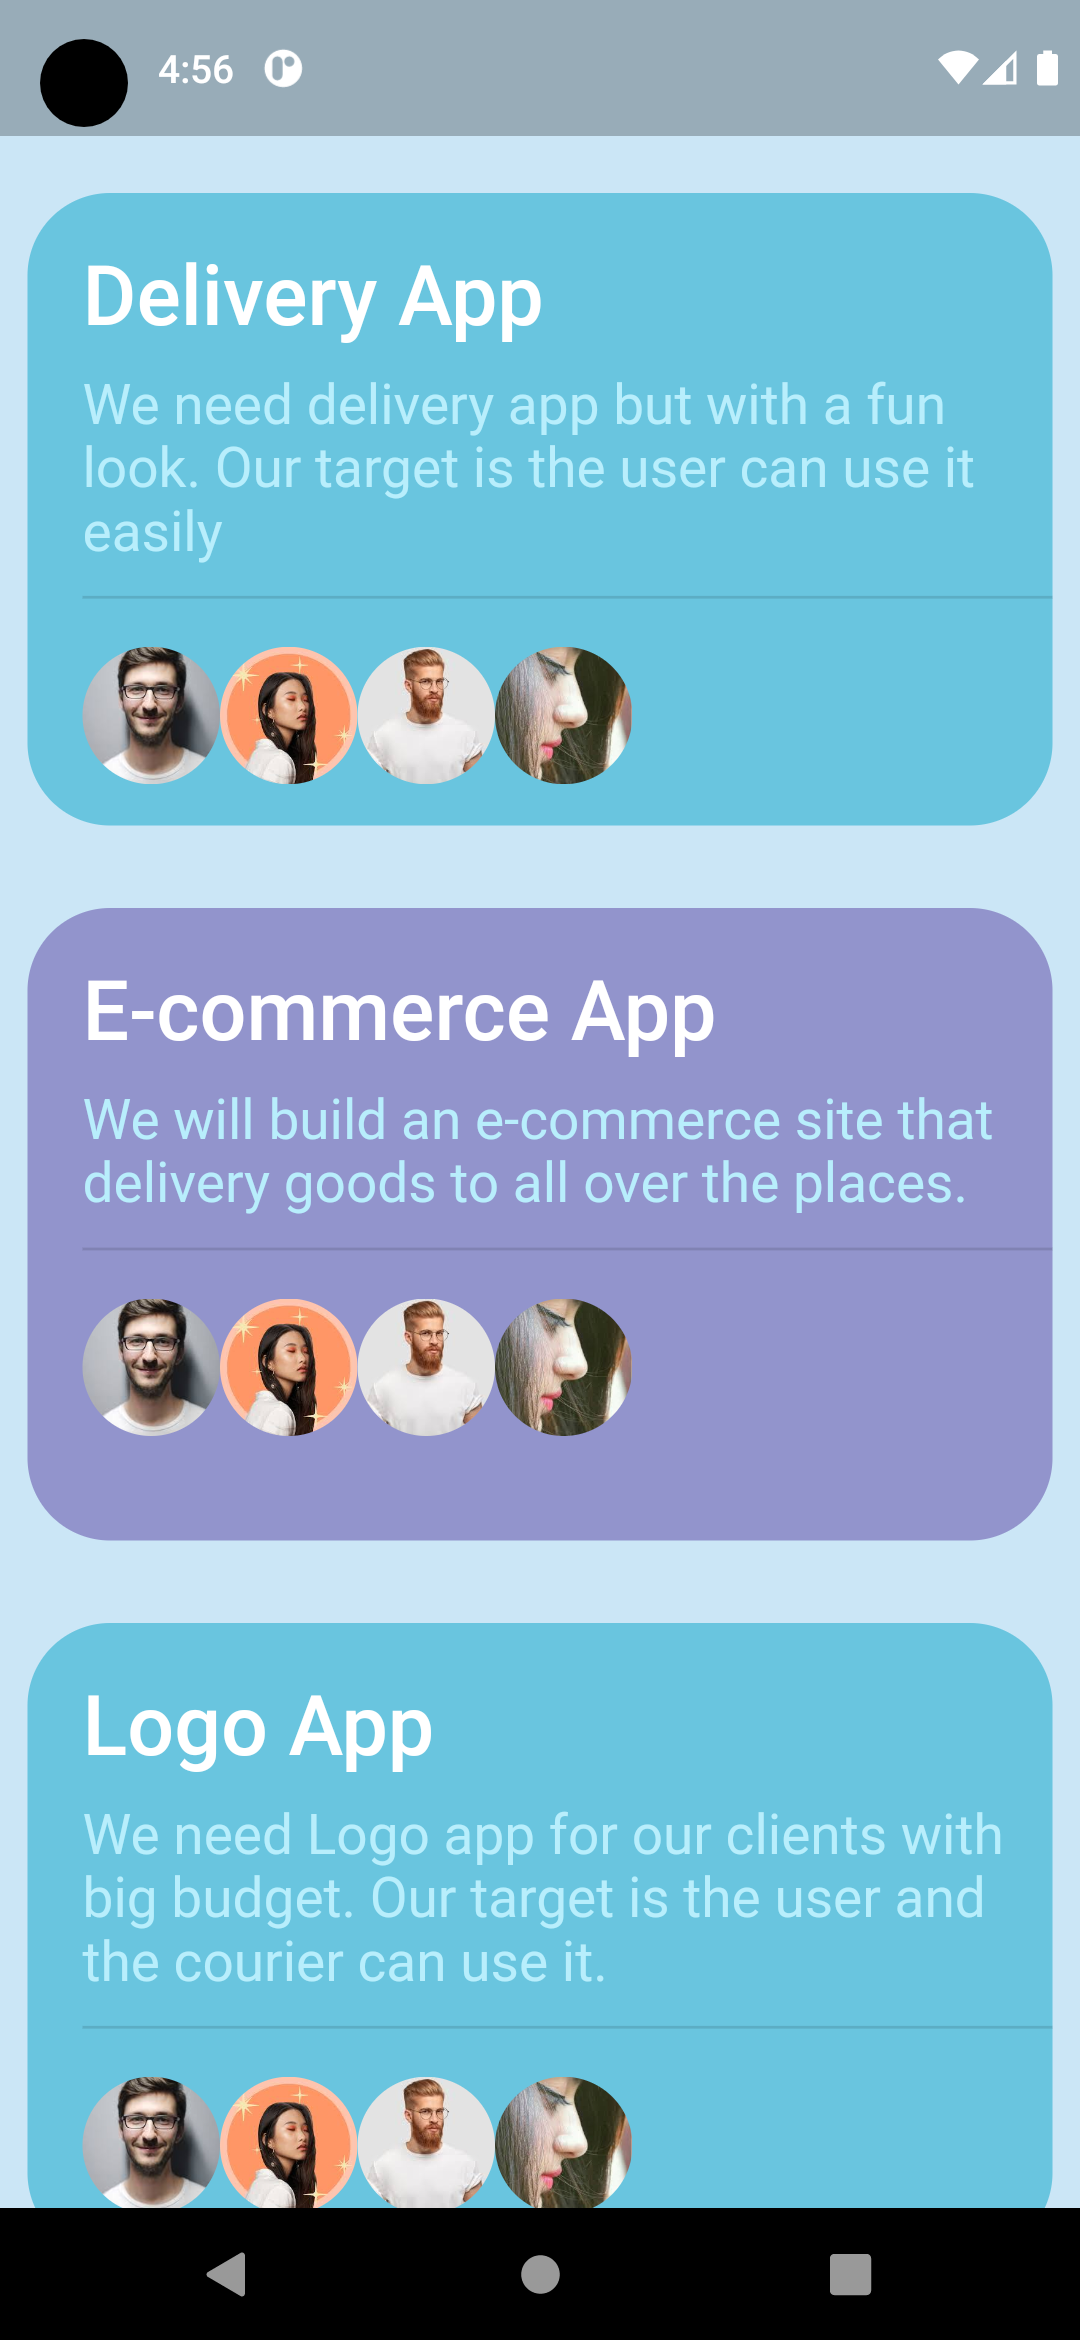 4:56
Delivery App
We need delivery app but with a fun
look. Our target is the user can use it
easily
E-commerce App
We will build an e-commerce site that
delivery goods to all over the places.
Logo App
We need Logo app for our clients with
big budget. Our target is the user and
the courier can use it.